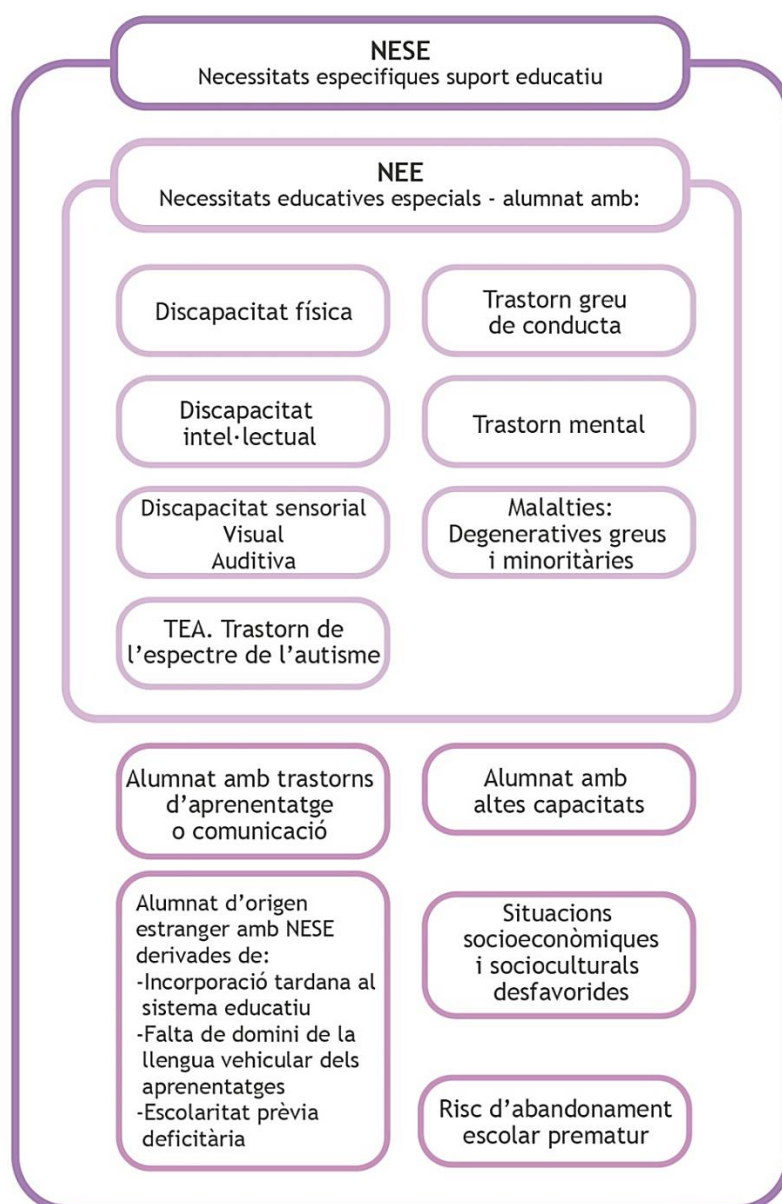 NESE
Necessitats especifiques suport educatiu
NEE
Necessitats educatives especials - alumnat amb:
Discapacitat física
Trastorn greu
de conducta
Discapacitat
intel·lectual
Trastorn mental
Discapacitat sensorial
Visual
Auditiva
Malalties:
Degeneratives greus
i minoritàries
TEA. Trastorn de
l’espectre de l’autisme
Alumnat amb trastorns
d’aprenentatge
o comunicació
Alumnat amb
altes capacitats
Alumnat d’origen
estranger amb NESE
derivades de:
-Incorporació tardana al
sistema educatiu
-Falta de domini de la
llengua vehicular dels
aprenentatges
-Escolaritat prèvia
deficitària
Situacions
socioeconòmiques
i socioculturals
desfavorides
Risc d’abandonament
escolar prematur